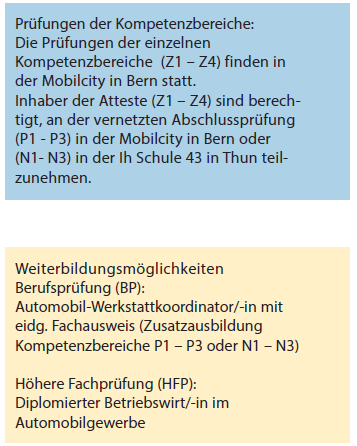 Prüfungen der Kompetenzbereiche:
Die Prüfungen der einzelnen
Kompetenzbereiche (Z1 – Z4) finden in
der Mobilcity in Bern statt.
Inhaber der Atteste (Z1 – Z4) sind berech-
tigt, an der vernetzten Abschlussprüfung
(P1 - P3) in der Mobilcity in Bern oder
(N1- N3) in der Ih Schule 43 in Thun teil-
zunehmen.
Weiterbildungsmöglichkeiten
Berufsprüfung (BP):
Automobil-Werkstattkoordinator/-in mit
eidg. Fachausweis (Zusatzausbildung
Kompetenzbereiche P1 – P3 oder N1 – N3)
Höhere Fachprüfung (HFP):
Diplomierter Betriebswirt/-in im
Automobilgewerbe